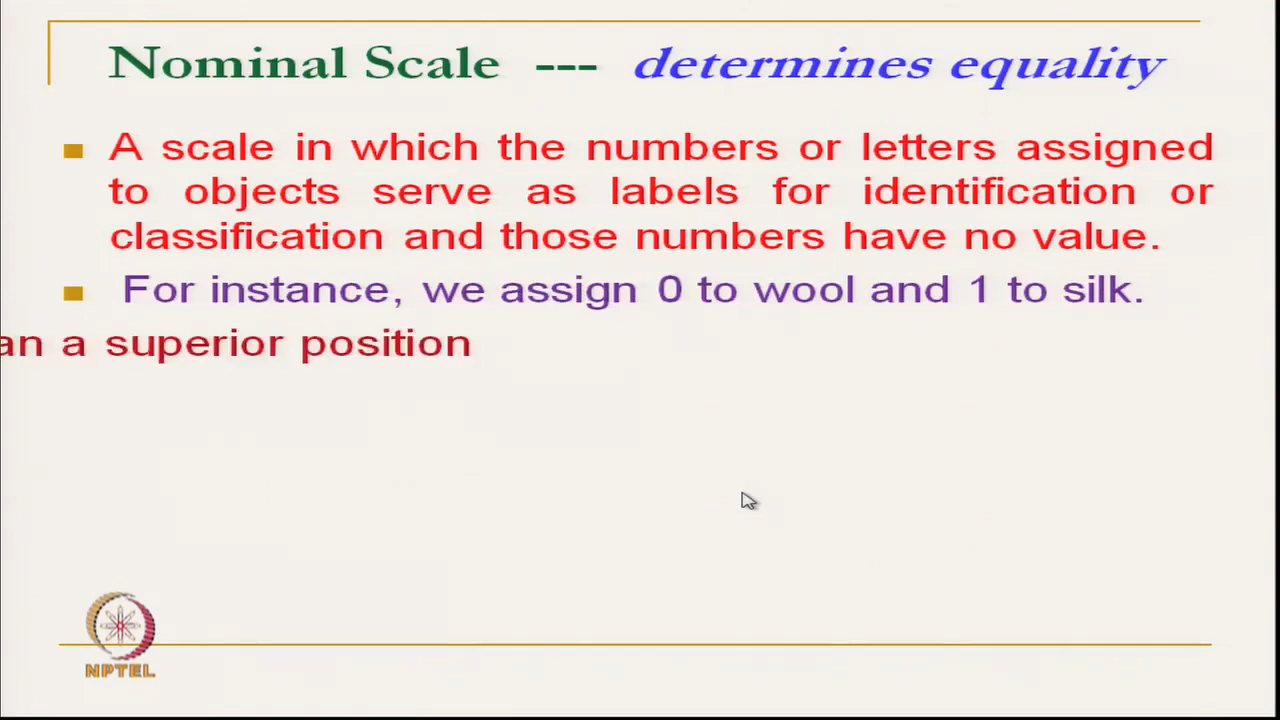 Nominal Scale --- determines equality
A scale in which the numbers or letters assigned
to objects serve as labels for identification or
classification and those numbers have no value.
For instance, we assign 0 to wool and 1 to silk.
an a superior position
NPTEL